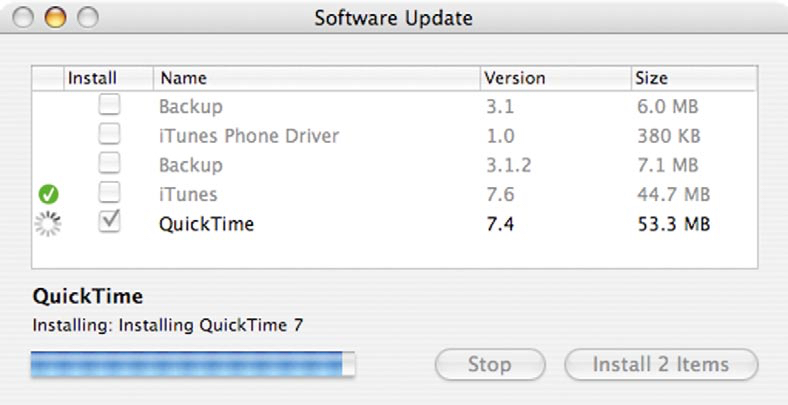 Software Update
Install Name Version Size
Backup 3.1 6.0 MB
iTunes Phone Driver 1.0 380 KB
Backup 3.1.2 7.1 MB
iTunes 7.6 44.7 MB
QuickTime 7.4 53.3 MB
QuickTime
Installing: Installing QuickTime 7
Stop Install 2 Items